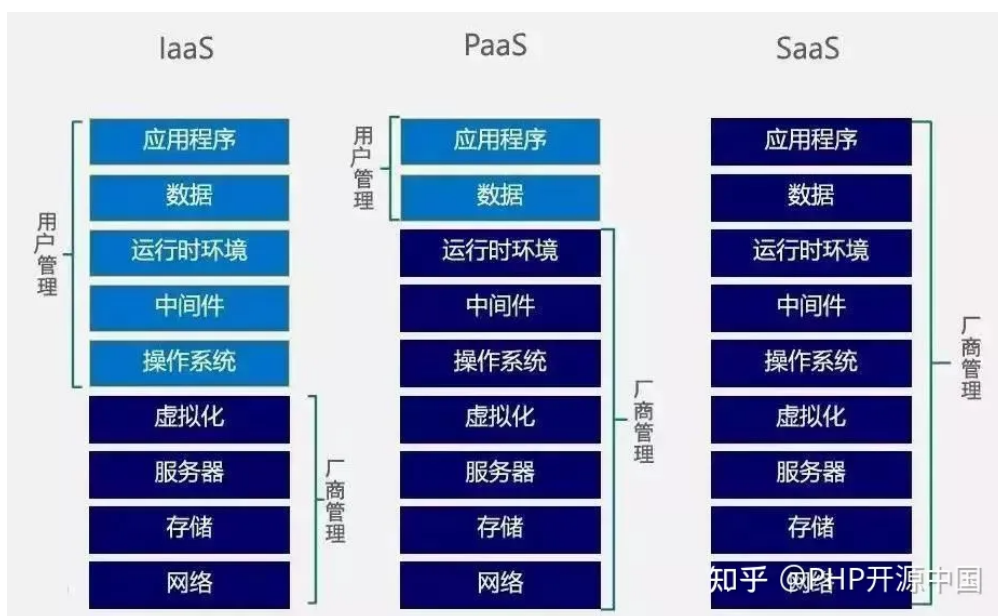 IaaS
用户管理
应用程序
数据
运行时环境
中间件
操作系统
虚拟化
服务器
存储
网络
厂商管理
PaaS
用户管理
应用程序
数据
运行时环境
中间件
操作系统
虚拟化
服务器
存储
网络
厂商管理
SaaS
应用程序
数据
运行时环境
中间件
操作系统
虚拟化
服务器
存储
网络
厂商管理
知乎 @PHP开源中国